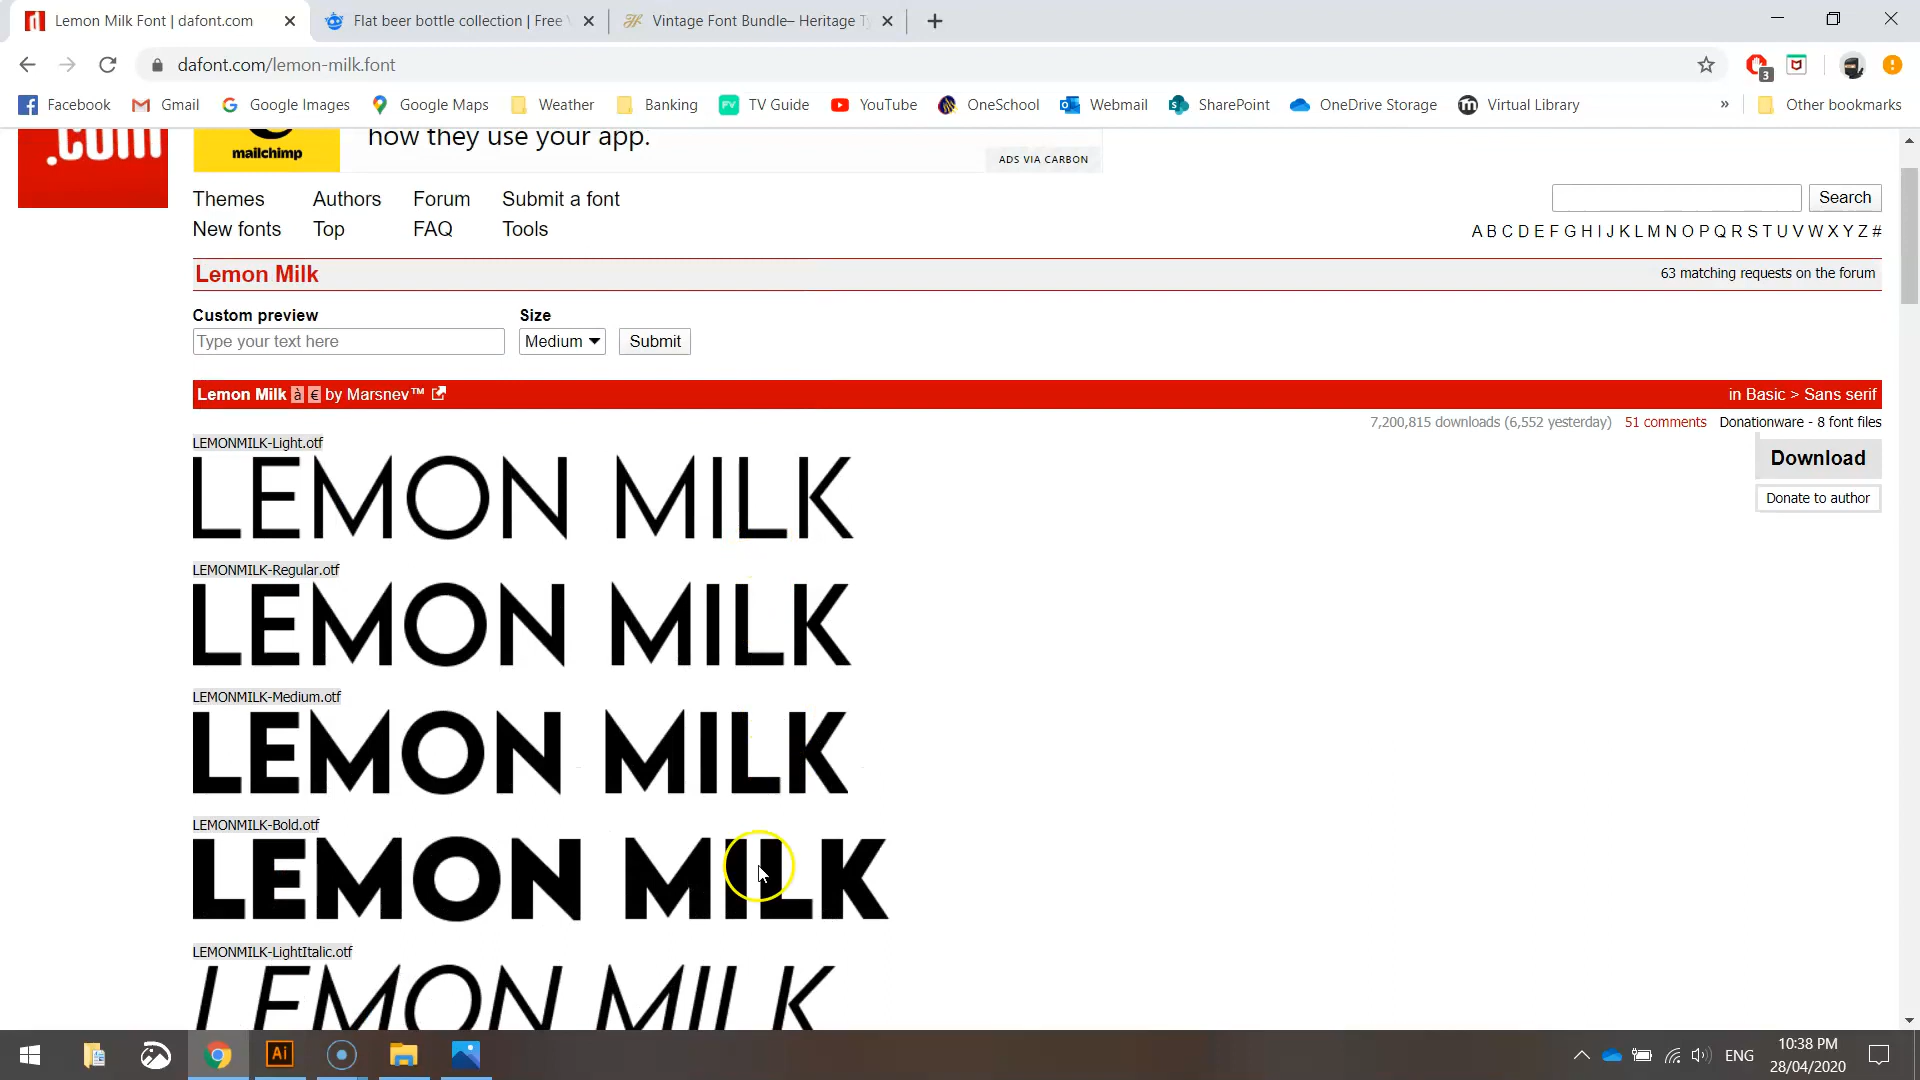 Lemon Milk Font | dafont.com
Flat beer bottle collection | Free
Vintage Font Bundle– Heritage
dafont.com/lemon-milk.font
3
Facebook Gmail Google Images Google Maps Weather Banking TV Guide YouTube OneSchool Webmail SharePoint OneDrive Storage Virtual Library » Other bookmarks
.com
mailchimp
how they use your app.
ADS VIA CARBON
Themes Authors Forum Submit a font
Search
New fonts Top FAQ Tools
A B C D E F G H I J K L M N O P Q R S T U V W X Y Z #
Lemon Milk
63 matching requests on the forum
Custom preview Size
Type your text here Medium Submit
Lemon Milk à € by Marsnev™
in Basic > Sans serif
7,200,815 downloads (6,552 yesterday) 51 comments Donationware - 8 font files
LEMONMILK-Light.otf
Download
LEMON MILK
Donate to author
LEMONMILK-Regular.otf
LEMON MILK
LEMONMILK-Medium.otf
LEMON MILK
LEMONMILK-Bold.otf
LEMON MILK
LEMONMILK-LightItalic.otf
LEMON MILK
Ai
ENG
10:38 PM
28/04/2020